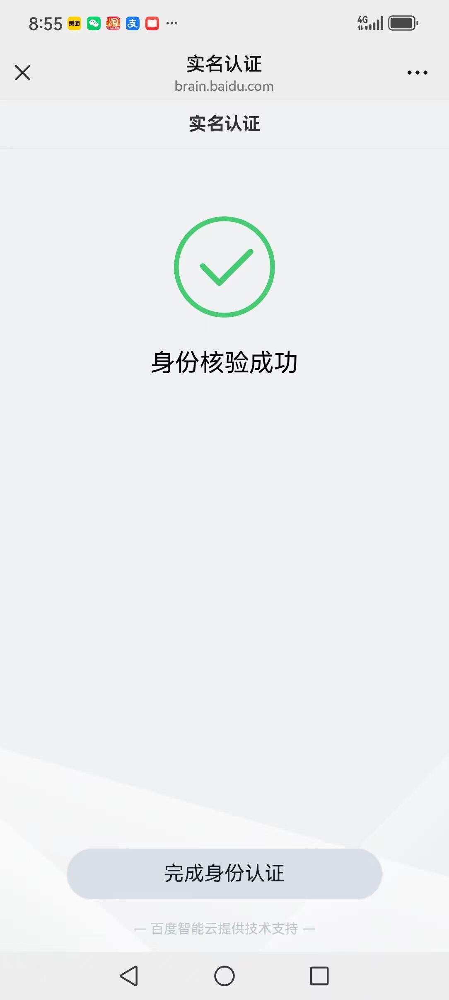 8:55 美团 淘 支 ··· 4G
实名认证
brain.baidu.com
实名认证
身份核验成功
完成身份认证
— 百度智能云提供技术支持 —